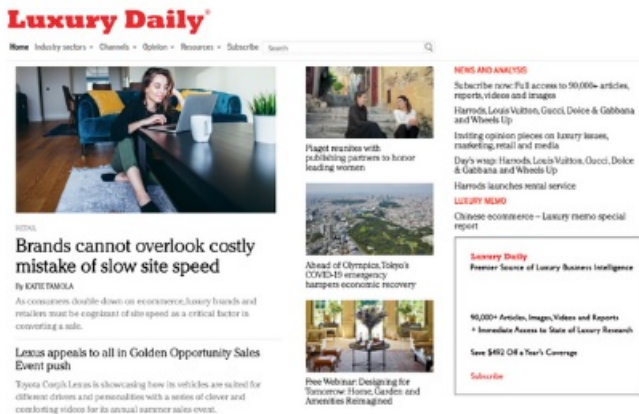 Luxury Daily
Home Industry sectors Channels Opinion Resources Subscribe Search
RETAIL
Brands cannot overlook costly
mistake of slow site speed
By KATIE TAMOLA
As consumers double down on ecommerce, luxury brands and
retailers must be cognizant of site speed as a critical factor in
converting a sale.
Lexus appeals to all in Golden Opportunity Sales
Event push
Toyota Corp's Lexus is showcasing how its vehicles are suited for
different drivers and personalities with a series of clever and
comforting videos for its annual summer sales event.
Piaget reunites with
publishing partners to honor
leading women
Ahead of Olympics, Tokyo's
COVID-19 emergency
hampers economic recovery
Free Webinar: Designing for
Tomorrow: Home, Garden and
Amenities Reimagined
NEWS AND ANALYSIS
Subscribe now: Full access to 90,000+ articles,
reports, videos and images
Harrods, Louis Vuitton, Gucci, Dolce & Gabbana
and Wheels Up
Inviting opinion pieces on luxury issues,
marketing, retail and media
Day's wrap: Harrods, Louis Vuitton, Gucci, Dolce
& Gabbana and Wheels Up
Harrods launches rental service
LUXURY MEMO
Chinese ecommerce – Luxury memo special
report
Luxury Daily
Premier Source of Luxury Business Intelligence
90,000+ Articles, Images, Videos and Reports
+ Immediate Access to State of Luxury Research
Save $492 Off a Year's Coverage
Subscribe